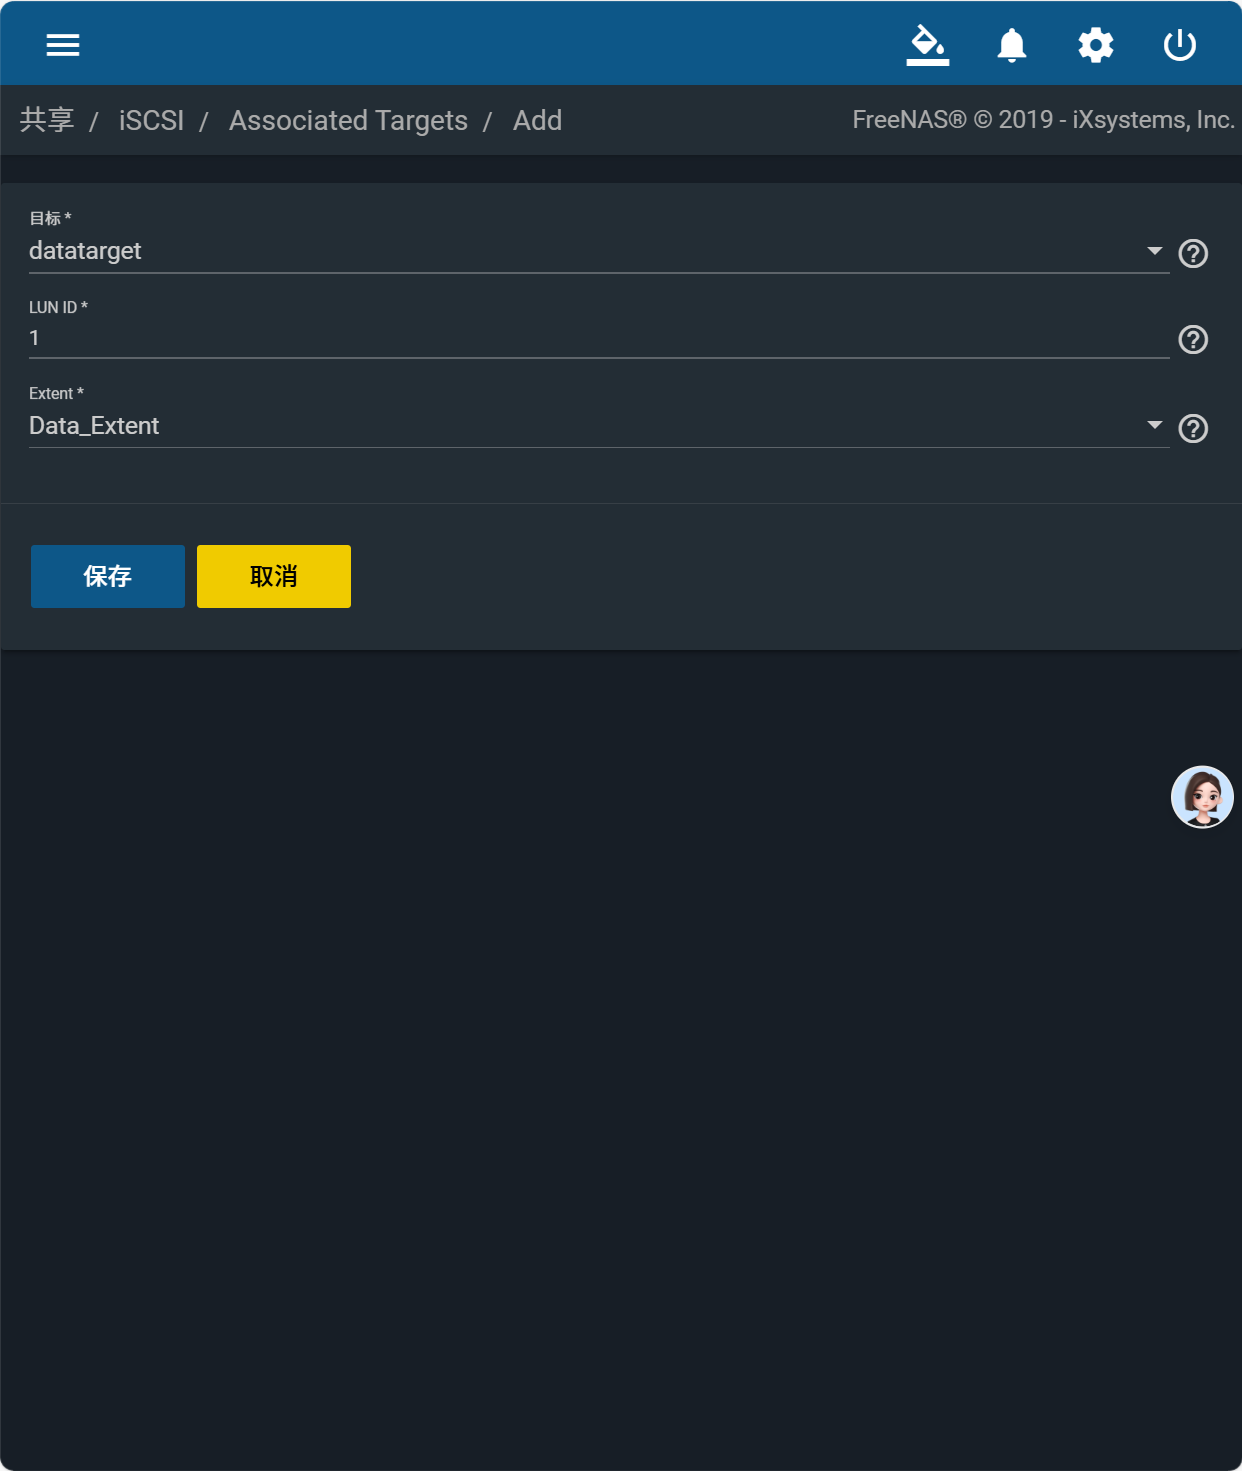 共享 / iSCSI / Associated Targets / Add FreeNAS® © 2019 - iXsystems, Inc.
目标 *
datatarget
LUN ID *
1
Extent *
Data_Extent
保存 取消